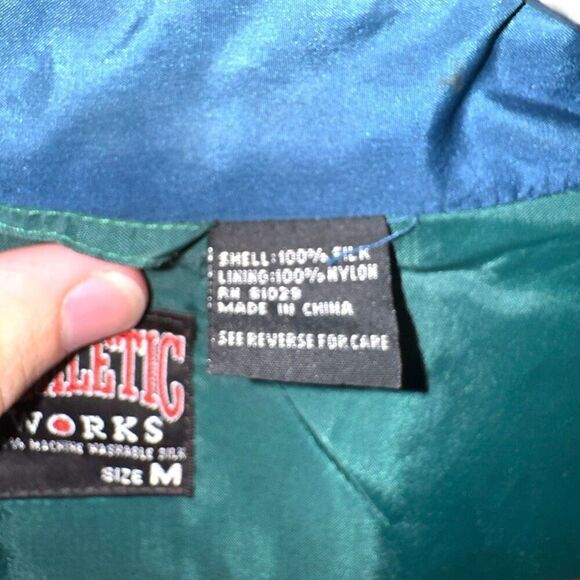 SHELL:100% SILK
LINING:100% NYLON
RN 81029
MADE IN CHINA
SEE REVERSE FOR CARE
LETIC
WORKS
MACHINE WASHABLE SILK
SIZE M